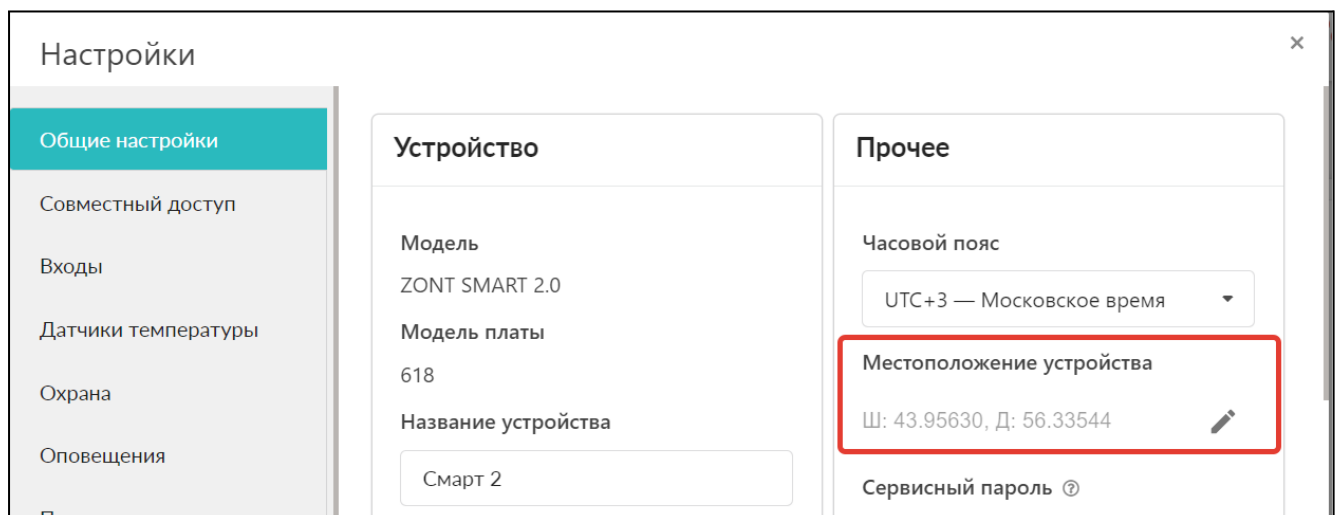 Настройки
×
Общие настройки
Совместный доступ
Входы
Датчики температуры
Охрана
Оповещения
Устройство
Модель
ZONT SMART 2.0
Модель платы
618
Название устройства
Смарт 2
Прочее
Часовой пояс
UTC+3 — Московское время
Местоположение устройства
Ш: 43.95630, Д: 56.33544
Сервисный пароль ?